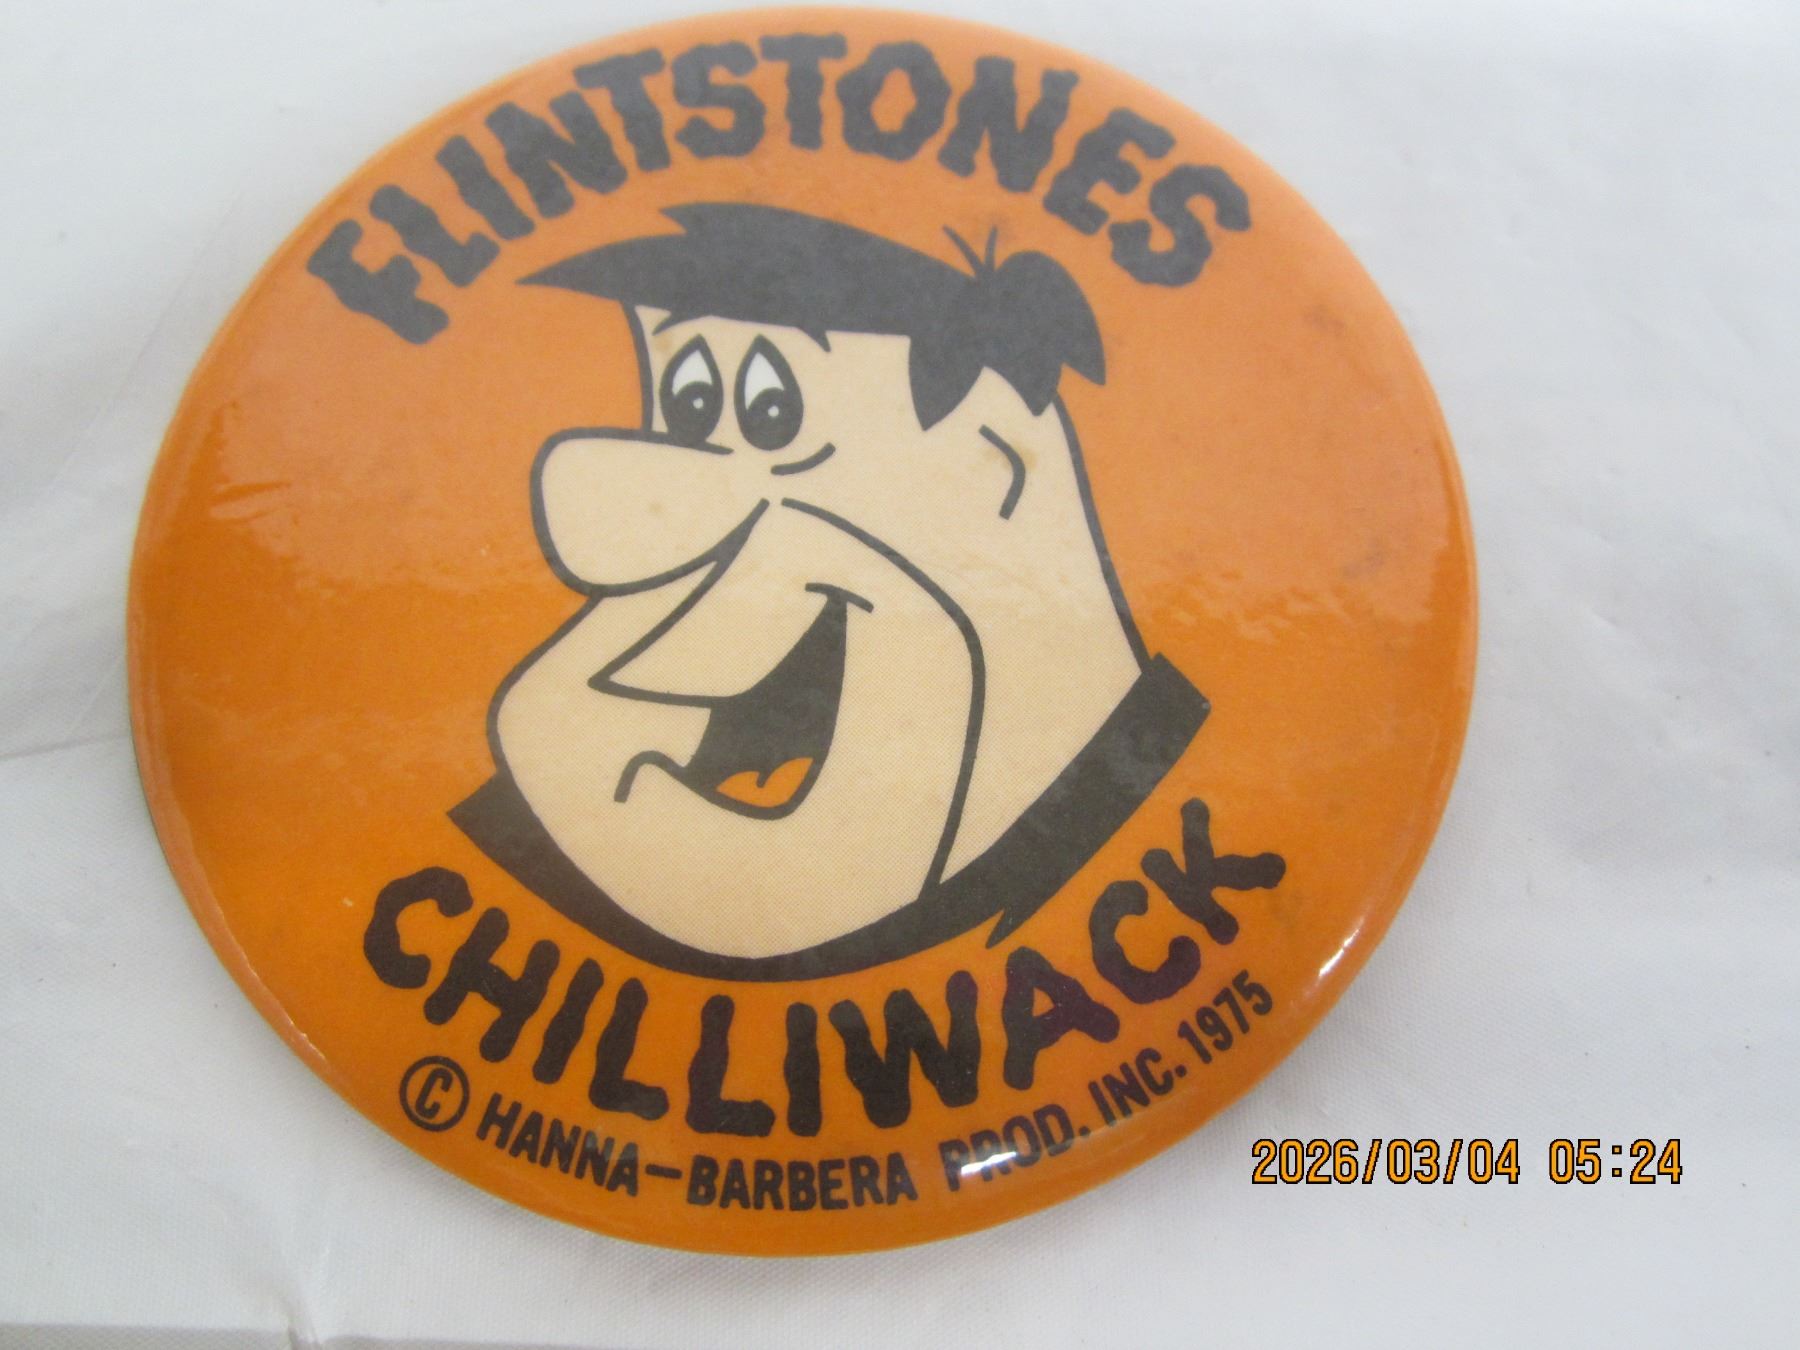 FLINTSTONES
CHILLIWACK
© HANNA-BARBERA PROD. INC. 1975
2026/03/04 05:24